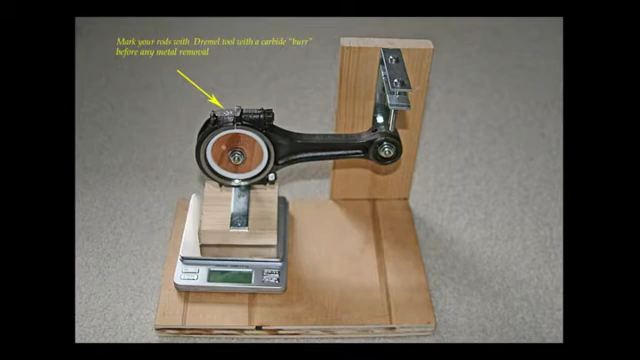 Mark your rods with Dremel tool with a carbide "burr"
before any metal removal